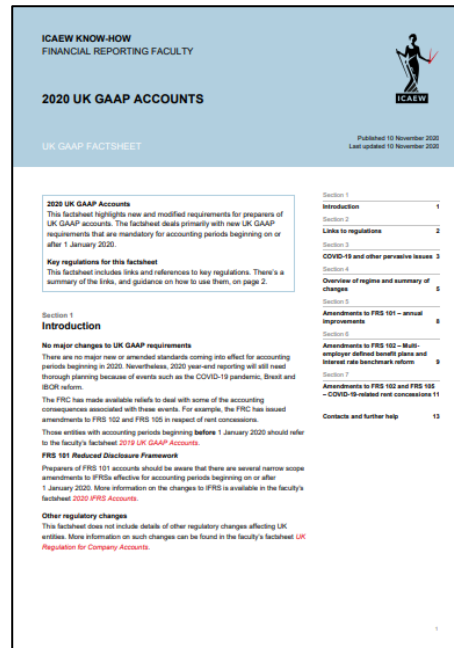 ICAEW KNOW-HOW
FINANCIAL REPORTING FACULTY
2020 UK GAAP ACCOUNTS
UK GAAP FACTSHEET
ICAEW
Published 10 November 2020
Last updated 10 November 2020
2020 UK GAAP Accounts
This factsheet highlights new and modified requirements for preparers of
UK GAAP accounts. The factsheet deals primarily with new UK GAAP
requirements that are mandatory for accounting periods beginning on or
after 1 January 2020.
Key regulations for this factsheet
This factsheet includes links and references to key regulations. There's a
summary of the links, and guidance on how to use them, on page 2.
Section 1
Introduction
No major changes to UK GAAP requirements
There are no major new or amended standards coming into effect for accounting
periods beginning in 2020. Nevertheless, 2020 year-end reporting will still need
thorough planning because of events such as the COVID-19 pandemic, Brexit and
IBOR reform.
The FRC has made available reliefs to deal with some of the accounting
consequences associated with these events. For example, the FRC has issued
amendments to FRS 102 and FRS 105 in respect of rent concessions.
Those entities with accounting periods beginning before 1 January 2020 should refer
to the faculty's factsheet 2019 UK GAAP Accounts.
FRS 101 Reduced Disclosure Framework
Preparers of FRS 101 accounts should be aware that there are several narrow scope
amendments to IFRSs effective for accounting periods beginning on or after
1 January 2020. More information on the changes to IFRS is available in the faculty's
factsheet 2020 IFRS Accounts.
Other regulatory changes
This factsheet does not include details of other regulatory changes affecting UK
entities. More information on such changes can be found in the faculty's factsheet UK
Regulation for Company Accounts.
Section 1
Introduction 1
Section 2
Links to regulations 2
Section 3
COVID-19 and other pervasive issues 3
Section 4
Overview of regime and summary of
changes 5
Section 5
Amendments to FRS 101 – annual
improvements 8
Section 6
Amendments to FRS 102 – Multi-
employer defined benefit plans and
Interest rate benchmark reform 9
Section 7
Amendments to FRS 102 and FRS 105
– COVID-19-related rent concessions 11
Contacts and further help 13
1